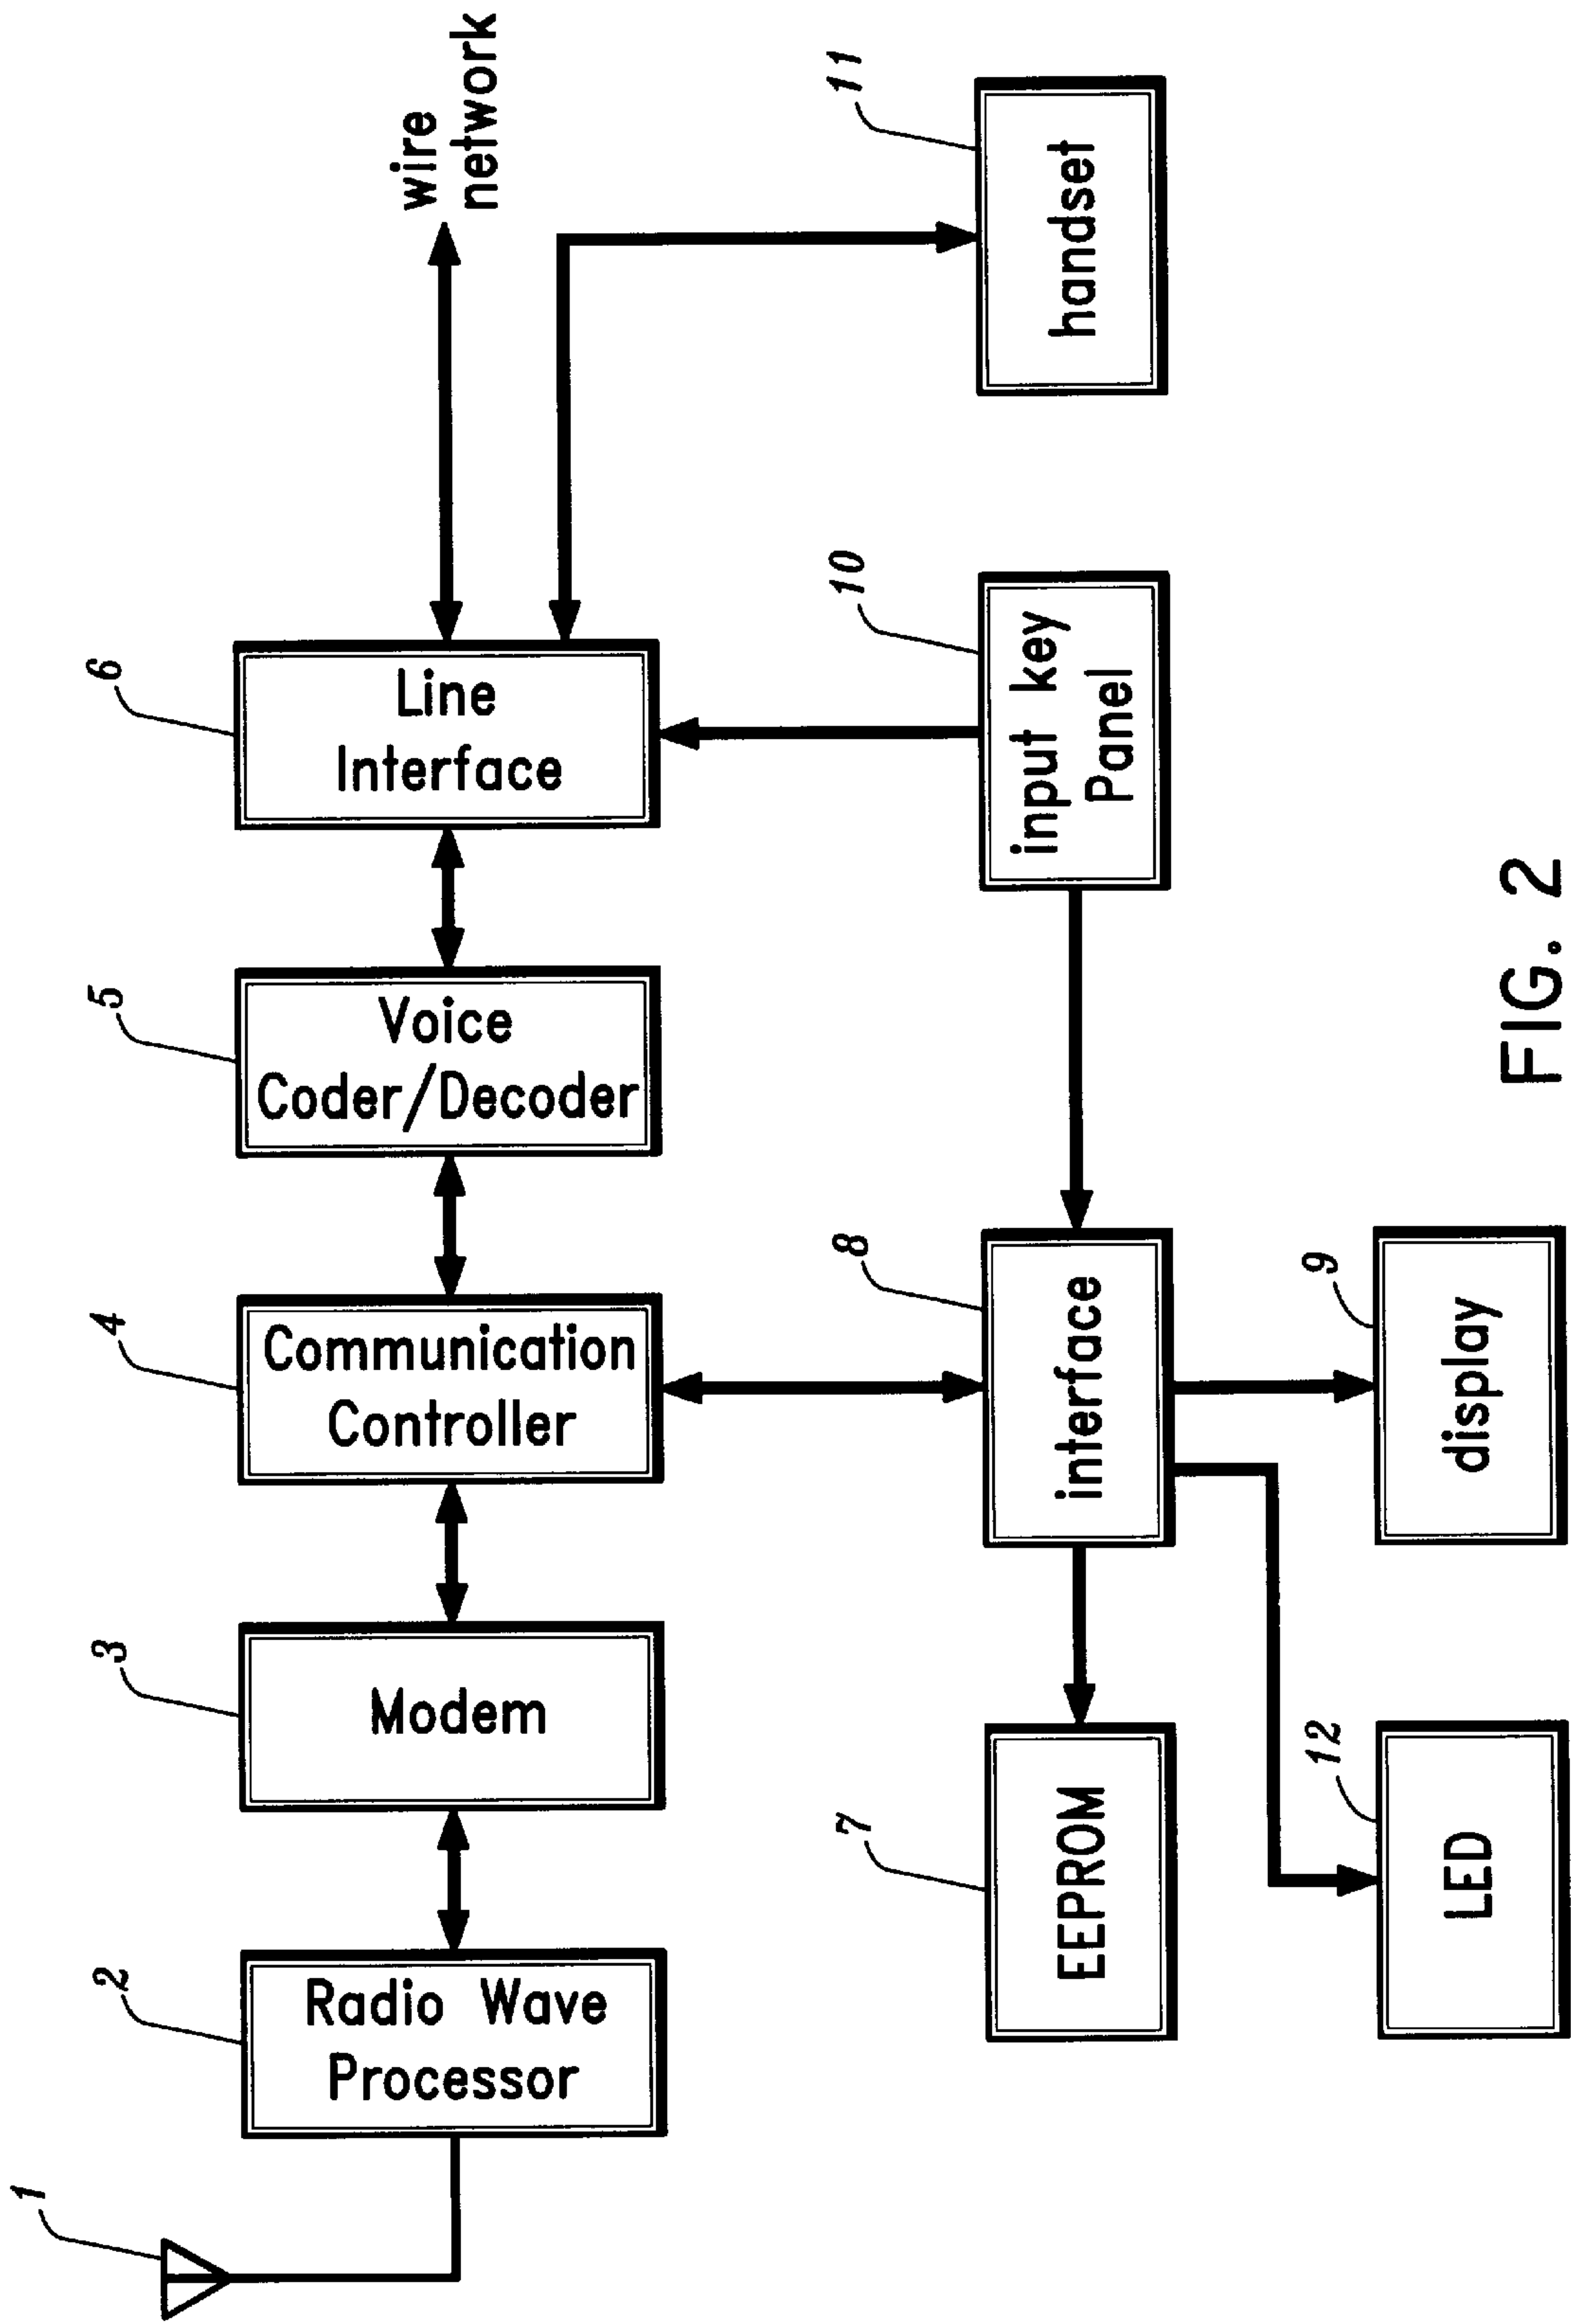 1
2
Radio Wave
Processor
3
Modem
4
Communication
Controller
5
Voice
Coder/Decoder
6
Line
Interface
wire
network
7
EEPROM
8
interface
10
input key
Panel
11
handset
12
LED
9
display
FIG. 2